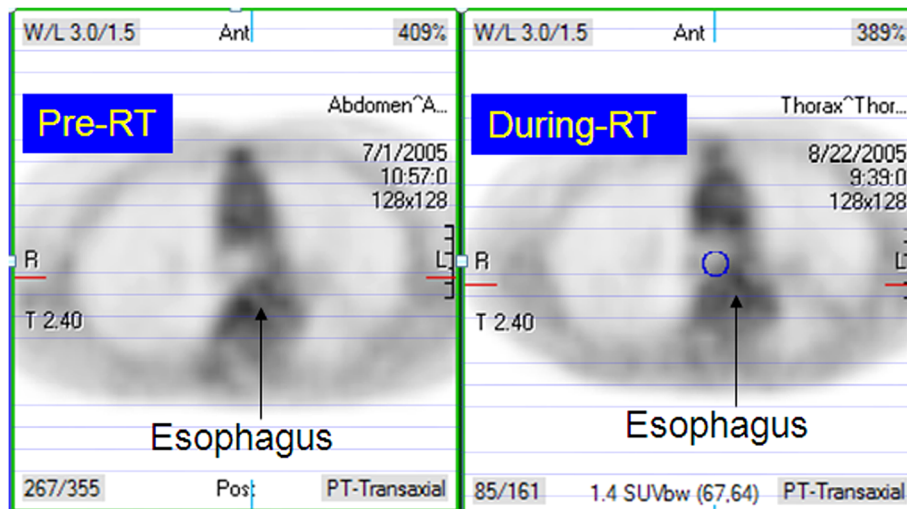 W/L 3.0/1.5 Ant 409%
Pre-RT
Abdomen^A...
7/1/2005
10:57:0
128x128
R L
T 2.40
Esophagus
267/355 Post PT-Transaxial
W/L 3.0/1.5 Ant 389%
During-RT
Thorax^Thor...
8/22/2005
9:39:0
128x128
R L
T 2.40
Esophagus
85/161 1.4 SUVbw (67,64) PT-Transaxial